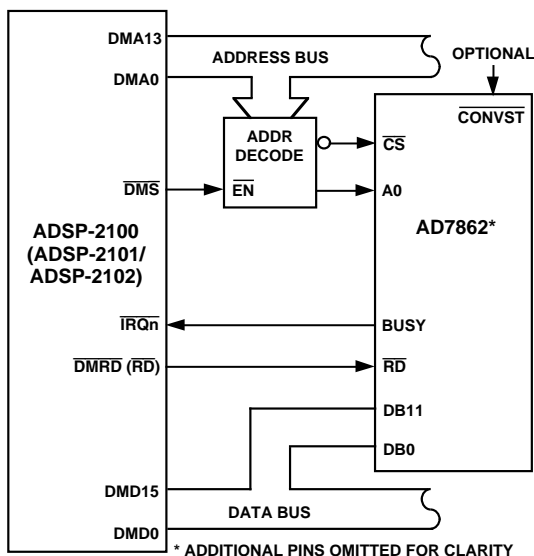 DMA13
ADDRESS BUS
OPTIONAL
DMA0
CONVST
ADDR
DECODE
CS
DMS
EN
A0
ADSP-2100
(ADSP-2101/
ADSP-2102)
AD7862*
IRQn
BUSY
DMRD (RD)
RD
DB11
DB0
DMD15
DATA BUS
DMD0
* ADDITIONAL PINS OMITTED FOR CLARITY